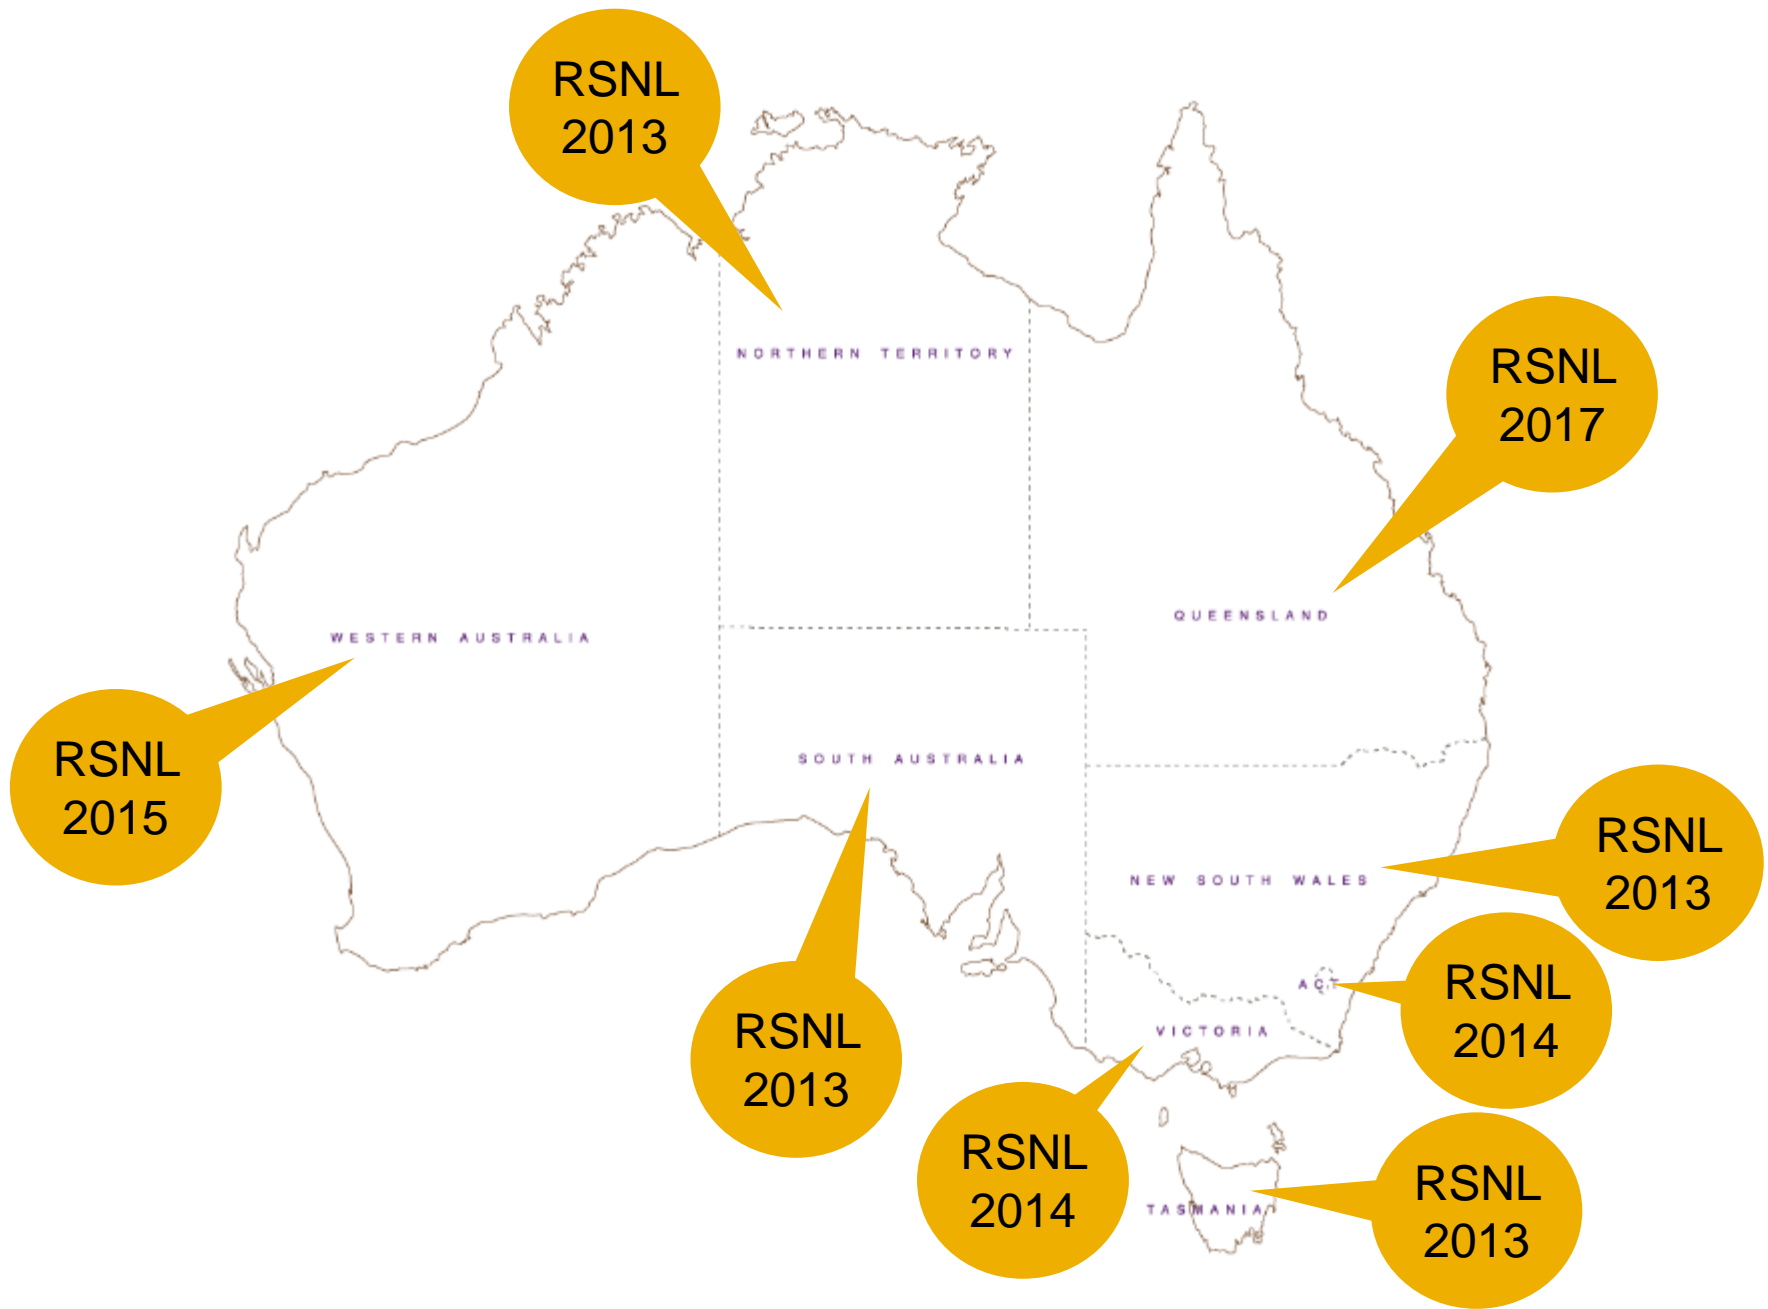 RSNL
2013
NORTHERN TERRITORY
RSNL
2017
QUEENSLAND
WESTERN AUSTRALIA
RSNL
2015
SOUTH AUSTRALIA
RSNL
2013
NEW SOUTH WALES
RSNL
2013
ACT
RSNL
2014
VICTORIA
RSNL
2014
TASMANIA
RSNL
2013